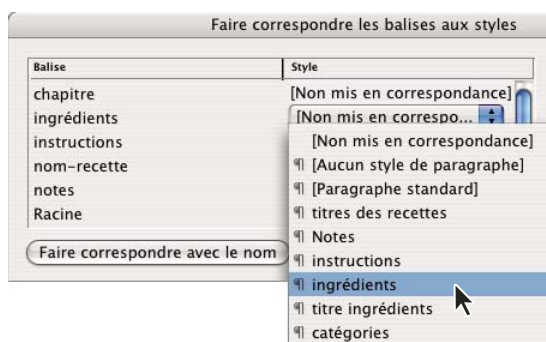 Faire correspondre les balises aux styles
Balise Style
chapitre [Non mis en correspondance]
ingrédients [Non mis en correspo...
instructions
nom-recette
notes
Racine
Faire correspondre avec le nom
[Non mis en correspondance]
¶ [Aucun style de paragraphe]
¶ [Paragraphe standard]
¶ titres des recettes
¶ Notes
¶ instructions
¶ ingrédients
¶ titre ingrédients
¶ catégories